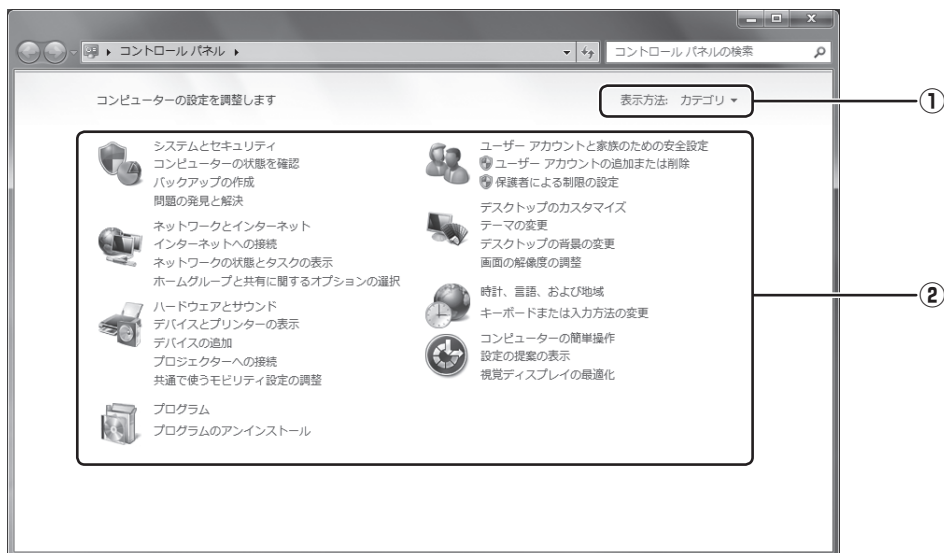 コントロール パネル
コントロール パネルの検索
コンピューターの設定を調整します
表示方法: カテゴリ
①
システムとセキュリティ
コンピューターの状態を確認
バックアップの作成
問題の発見と解決
ネットワークとインターネット
インターネットへの接続
ネットワークの状態とタスクの表示
ホームグループと共有に関するオプションの選択
ハードウェアとサウンド
デバイスとプリンターの表示
デバイスの追加
プロジェクターへの接続
共通で使うモビリティ設定の調整
プログラム
プログラムのアンインストール
ユーザー アカウントと家族のための安全設定
ユーザー アカウントの追加または削除
保護者による制限の設定
デスクトップのカスタマイズ
テーマの変更
デスクトップの背景の変更
画面の解像度の調整
時計、言語、および地域
キーボードまたは入力方法の変更
コンピューターの簡単操作
設定の提案の表示
視覚ディスプレイの最適化
②